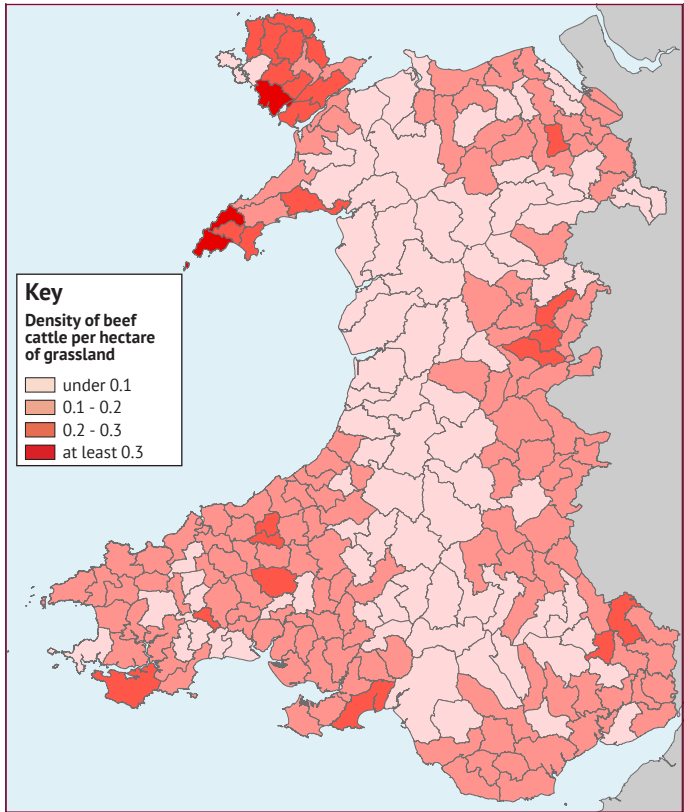 Key
Density of beef
cattle per hectare
of grassland
under 0.1
0.1 - 0.2
0.2 - 0.3
at least 0.3